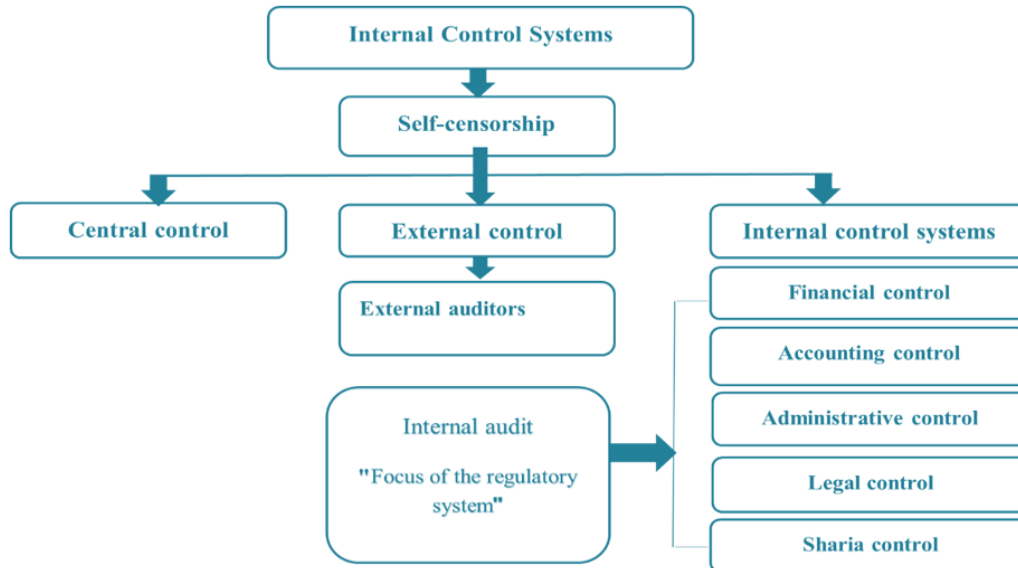 Internal Control Systems
Self-censorship
Central control
External control
Internal control systems
External auditors
Financial control
Accounting control
Administrative control
Legal control
Sharia control
Internal audit
"Focus of the regulatory
system"